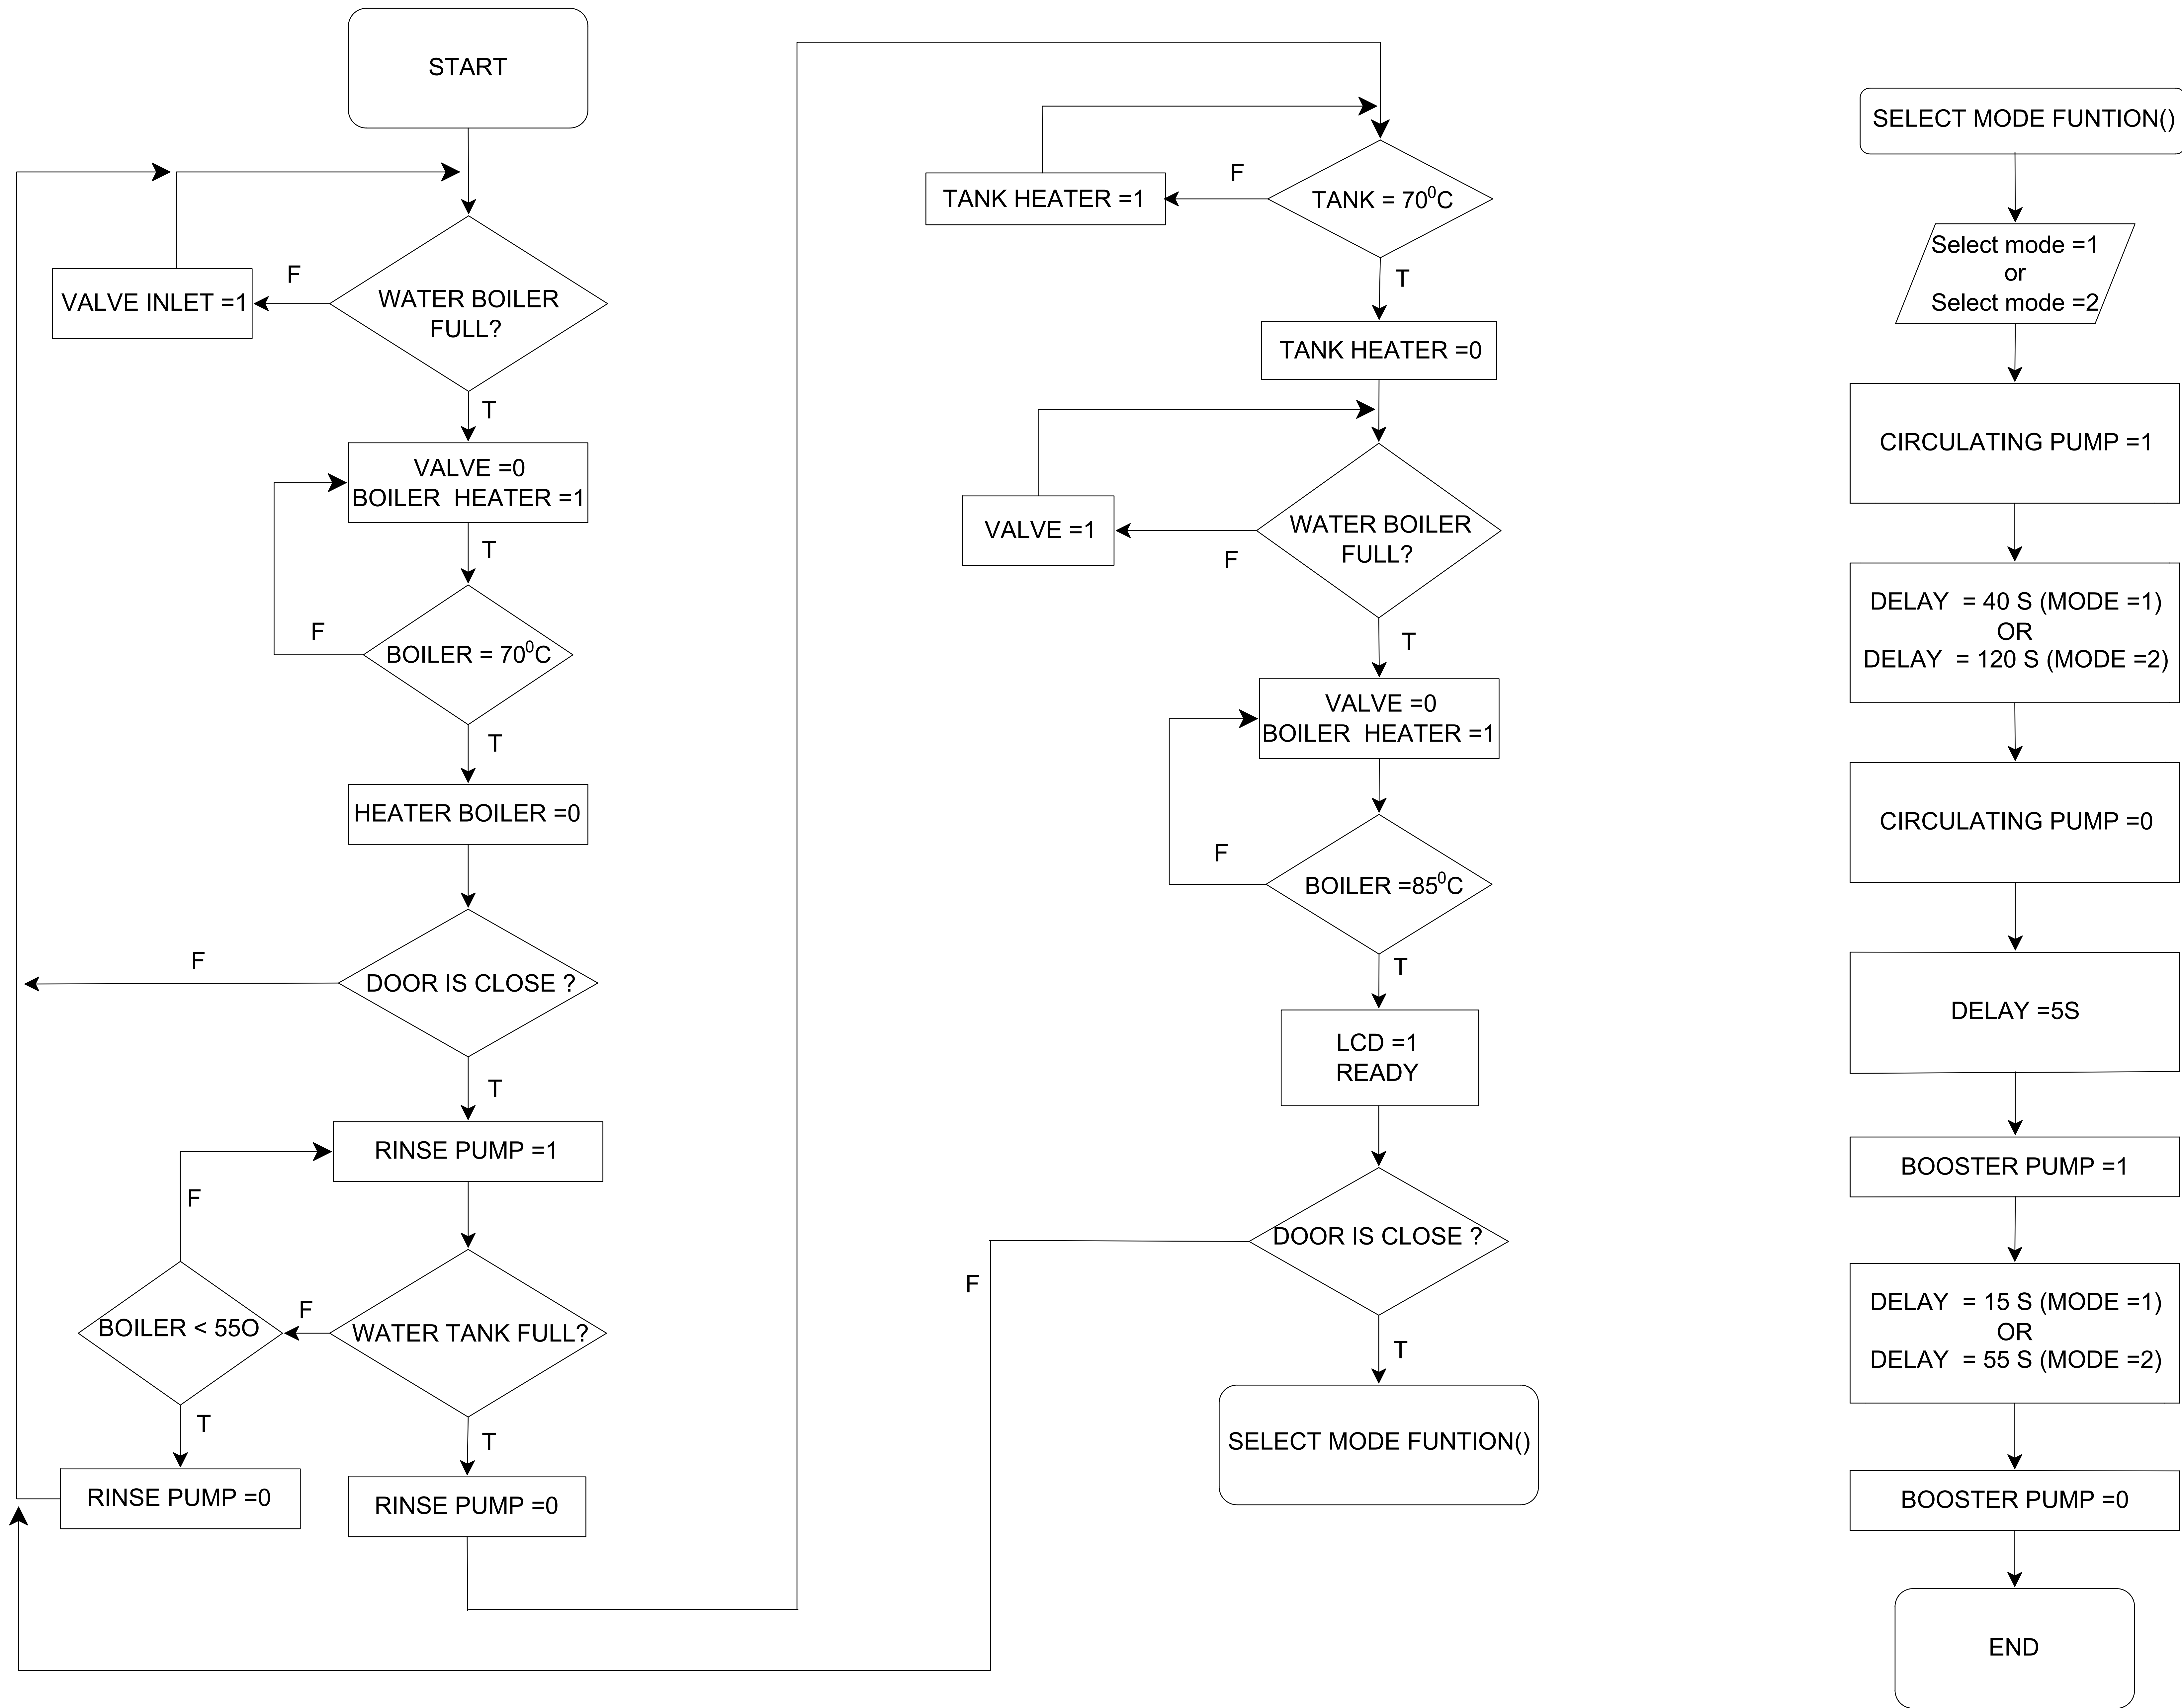 START
F
VALVE INLET =1
WATER BOILER
FULL?
T
VALVE =0
BOILER  HEATER =1
T
F
BOILER = 70⁰C
T
HEATER BOILER =0
F
DOOR IS CLOSE ?
T
RINSE PUMP =1
F
BOILER < 55O
F
WATER TANK FULL?
T
T
RINSE PUMP =0
RINSE PUMP =0
F
TANK HEATER =1
TANK = 70⁰C
T
TANK HEATER =0
VALVE =1
F
WATER BOILER
FULL?
T
VALVE =0
BOILER  HEATER =1
F
BOILER =85⁰C
T
LCD =1
READY
DOOR IS CLOSE ?
F
T
SELECT MODE FUNTION()
SELECT MODE FUNTION()
Select mode =1
or
Select mode =2
CIRCULATING PUMP =1
DELAY  = 40 S (MODE =1)
OR
DELAY  = 120 S (MODE =2)
CIRCULATING PUMP =0
DELAY =5S
BOOSTER PUMP =1
DELAY  = 15 S (MODE =1)
OR
DELAY  = 55 S (MODE =2)
BOOSTER PUMP =0
END